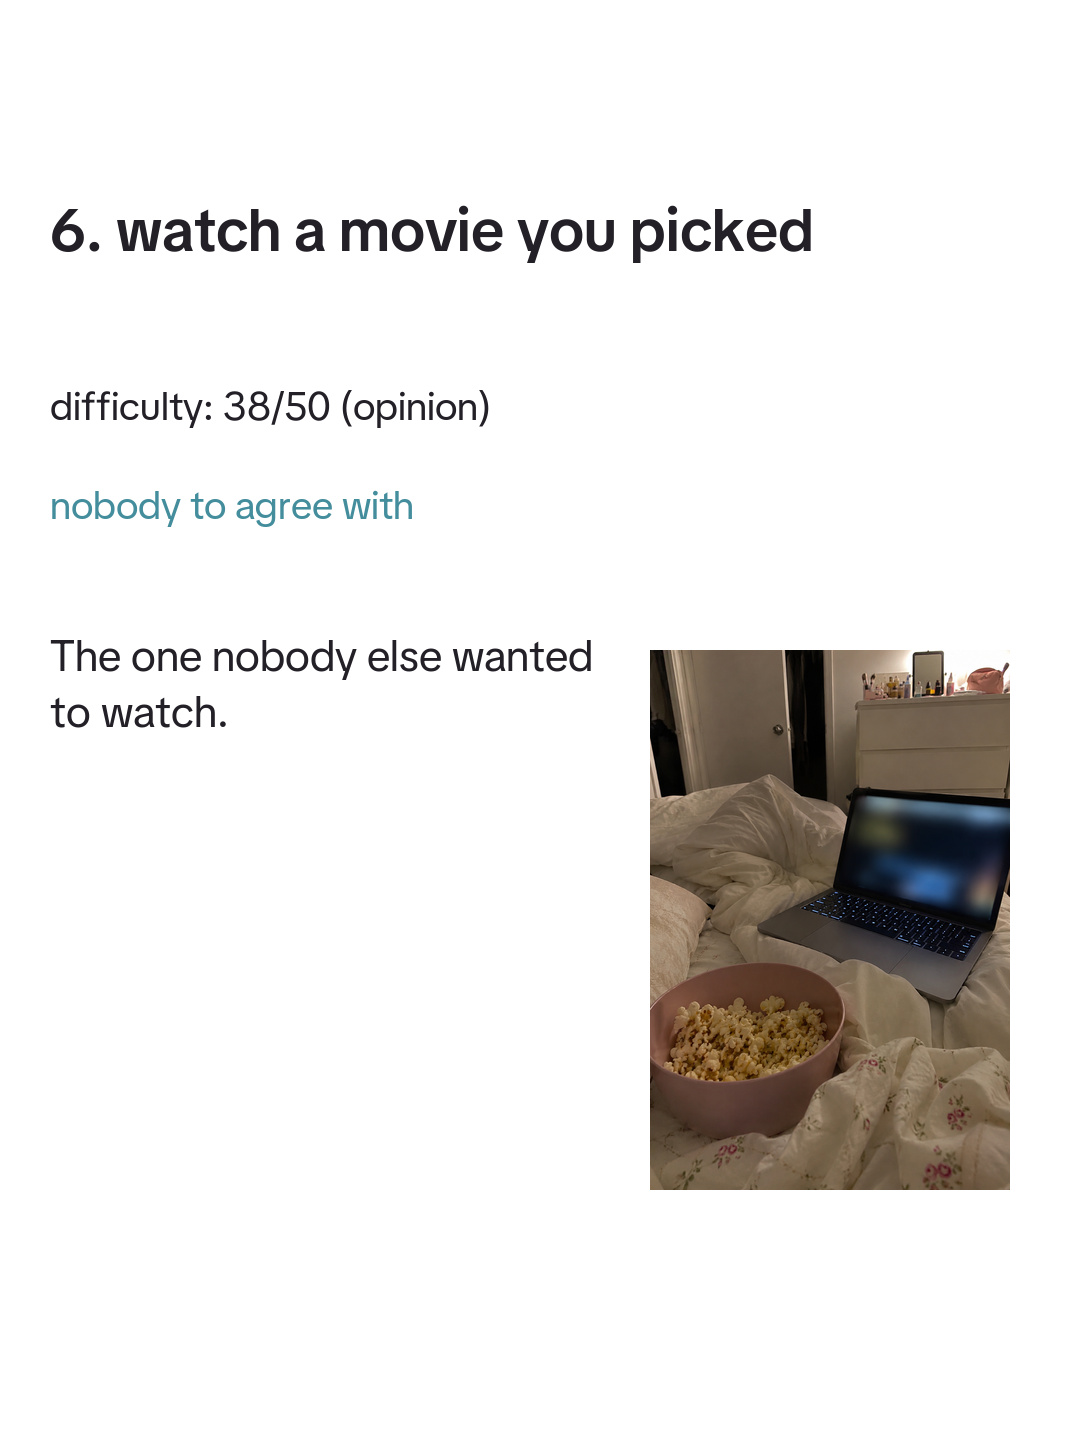 6. watch a movie you picked
difficulty: 38/50 (opinion)
nobody to agree with
The one nobody else wanted
to watch.